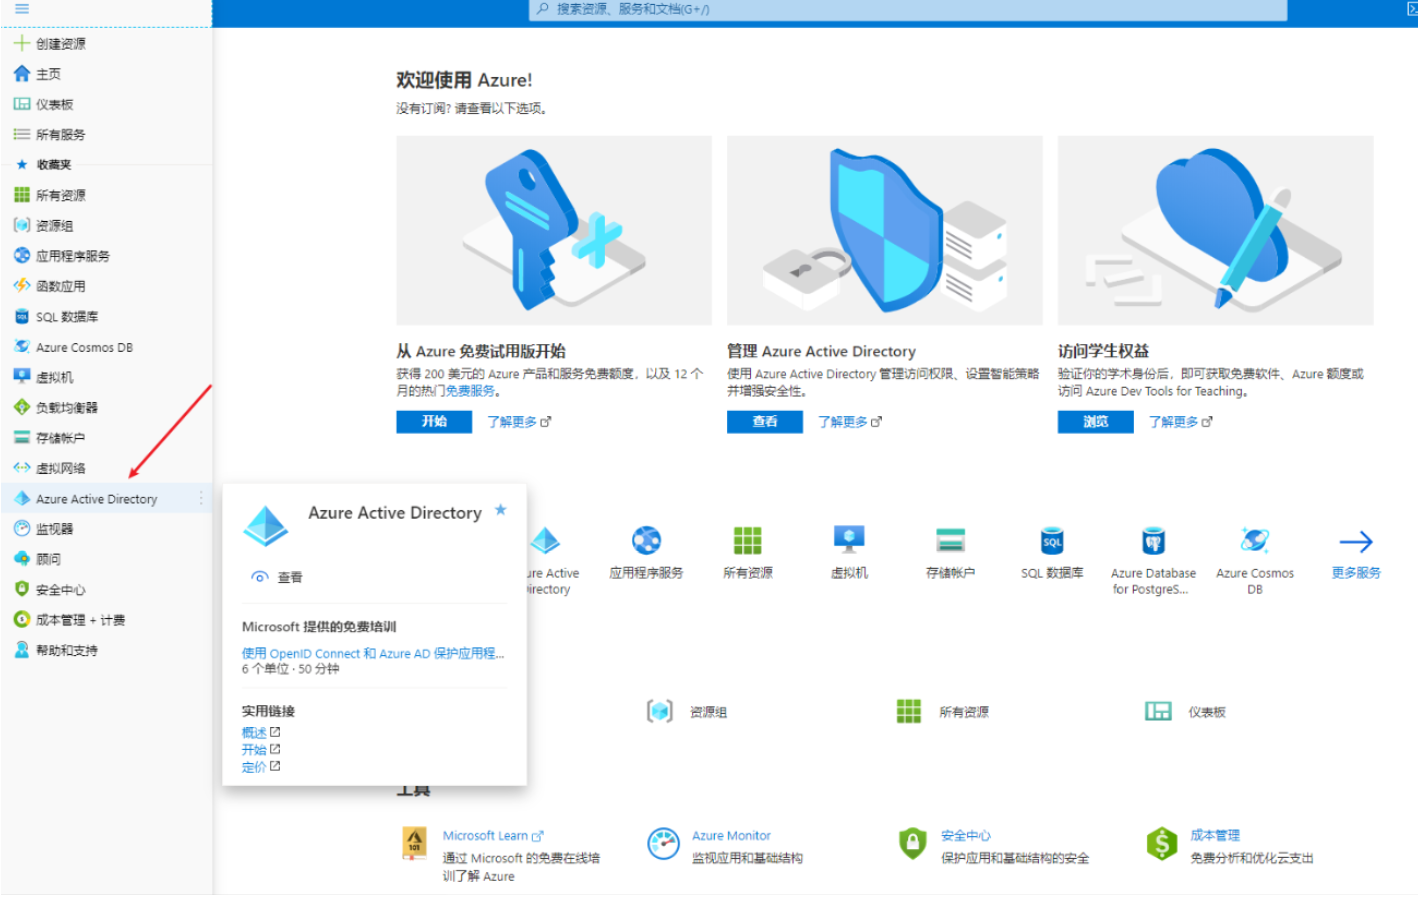 搜索资源、服务和文档(G+/)
创建资源
主页
仪表板
所有服务
收藏夹
所有资源
资源组
应用程序服务
函数应用
SQL 数据库
Azure Cosmos DB
虚拟机
负载均衡器
存储帐户
虚拟网络
Azure Active Directory
监视器
顾问
安全中心
成本管理 + 计费
帮助和支持
欢迎使用 Azure!
没有订阅? 请查看以下选项。
从 Azure 免费试用版开始
获得 200 美元的 Azure 产品和服务免费额度，以及 12 个
月的热门免费服务。
开始 了解更多
管理 Azure Active Directory
使用 Azure Active Directory 管理访问权限、设置智能策略
并增强安全性。
查看 了解更多
访问学生权益
验证你的学术身份后，即可获取免费软件、Azure 额度或
访问 Azure Dev Tools for Teaching。
浏览 了解更多
Azure Active Directory
查看
Microsoft 提供的免费培训
使用 OpenID Connect 和 Azure AD 保护应用程...
6 个单位 · 50 分钟
实用链接
概述
开始
定价
ure Active
irectory
应用程序服务
所有资源
虚拟机
存储帐户
SQL
SQL 数据库
Azure Database
for PostgreS...
Azure Cosmos
DB
更多服务
资源组
所有资源
仪表板
工具
101
Microsoft Learn
通过 Microsoft 的免费在线培
训了解 Azure
Azure Monitor
监视应用和基础结构
安全中心
保护应用和基础结构的安全
成本管理
免费分析和优化云支出